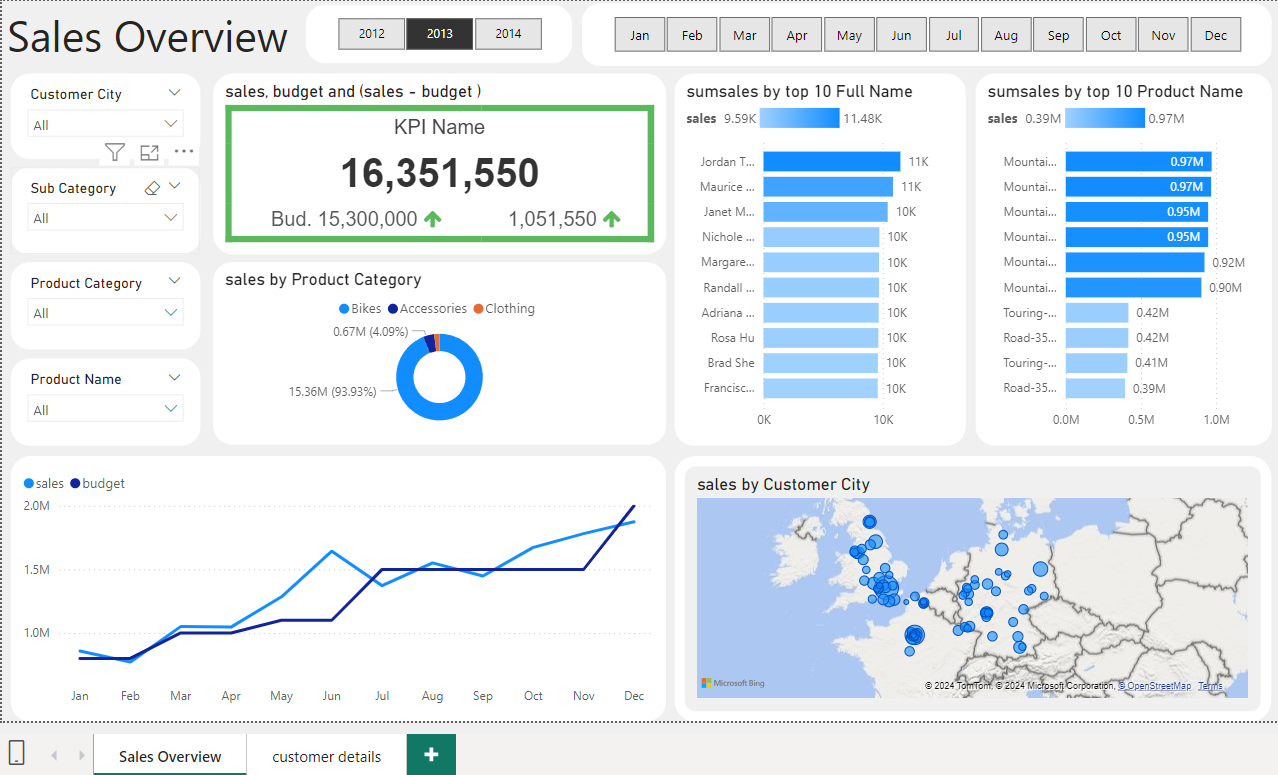 Sales Overview
2012 2013 2014
Jan Feb Mar Apr May Jun Jul Aug Sep Oct Nov Dec
Customer City
All
Sub Category
All
Product Category
All
Product Name
All
sales, budget and (sales - budget )
KPI Name
16,351,550
Bud. 15,300,000 1,051,550
sales by Product Category
Bikes Accessories Clothing
0.67M (4.09%)
15.36M (93.93%)
sumsales by top 10 Full Name
sales 9.59K 11.48K
Jordan T... 11K
Maurice ... 11K
Janet M... 10K
Nichole ... 10K
Margare... 10K
Randall ... 10K
Adriana ... 10K
Rosa Hu 10K
Brad She 10K
Francisc... 10K
0K 10K
sumsales by top 10 Product Name
sales 0.39M 0.97M
Mountai... 0.97M
Mountai... 0.97M
Mountai... 0.95M
Mountai... 0.95M
Mountai... 0.92M
Mountai... 0.90M
Touring-... 0.42M
Road-35... 0.42M
Touring-... 0.41M
Road-35... 0.39M
0.0M 0.5M 1.0M
sales budget
2.0M
1.5M
1.0M
Jan Feb Mar Apr May Jun Jul Aug Sep Oct Nov Dec
sales by Customer City
Microsoft Bing
© 2024 TomTom, © 2024 Microsoft Corporation, © OpenStreetMap Terms
Sales Overview customer details +